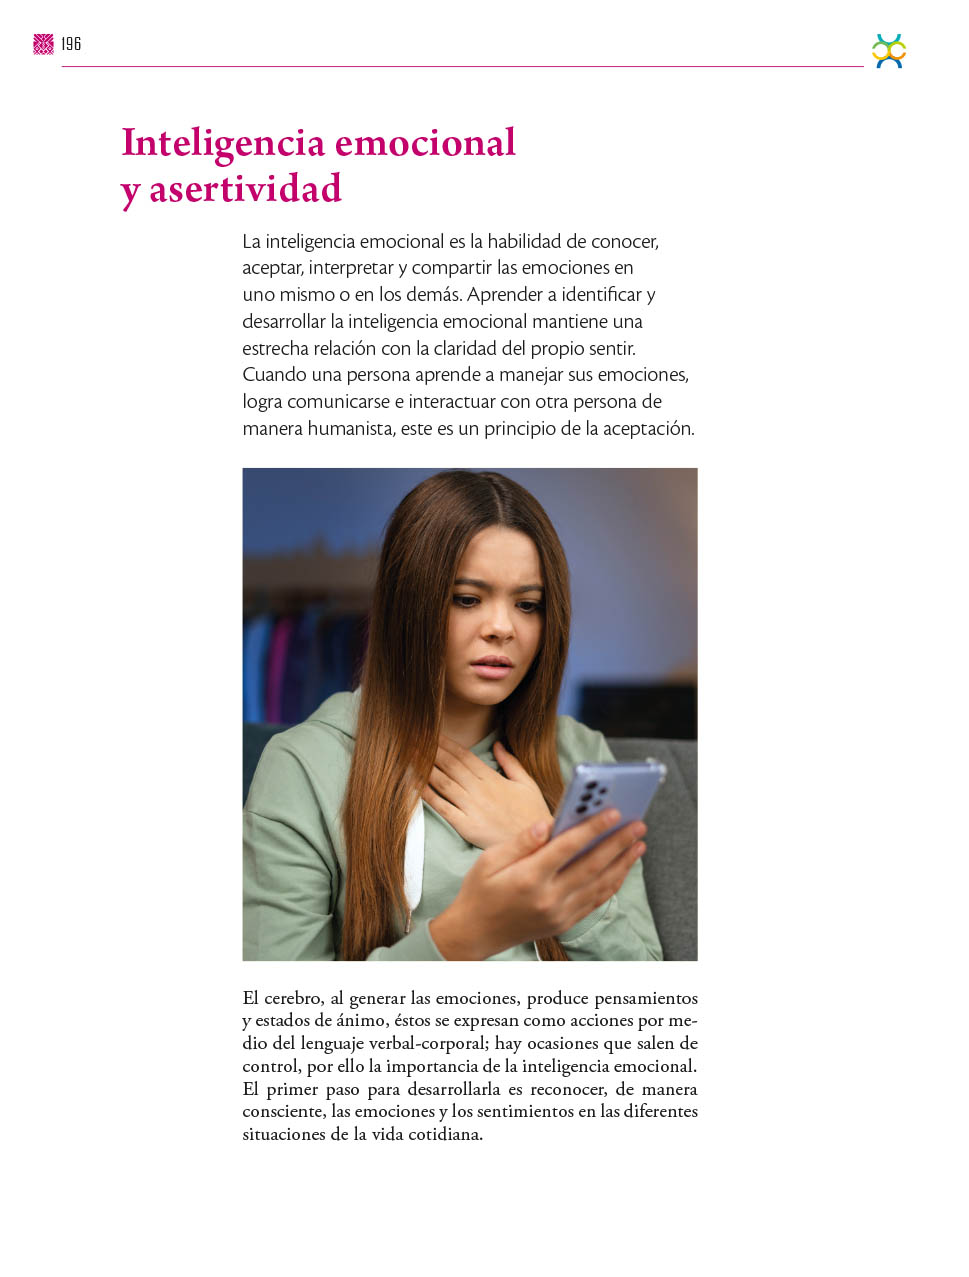 196
Inteligencia emocional
y asertividad
La inteligencia emocional es la habilidad de conocer,
aceptar, interpretar y compartir las emociones en
uno mismo o en los demás. Aprender a identificar y
desarrollar la inteligencia emocional mantiene una
estrecha relación con la claridad del propio sentir.
Cuando una persona aprende a manejar sus emociones,
logra comunicarse e interactuar con otra persona de
manera humanista, este es un principio de la aceptación.
El cerebro, al generar las emociones, produce pensamientos
y estados de ánimo, éstos se expresan como acciones por me-
dio del lenguaje verbal-corporal; hay ocasiones que salen de
control, por ello la importancia de la inteligencia emocional.
El primer paso para desarrollarla es reconocer, de manera
consciente, las emociones y los sentimientos en las diferentes
situaciones de la vida cotidiana.